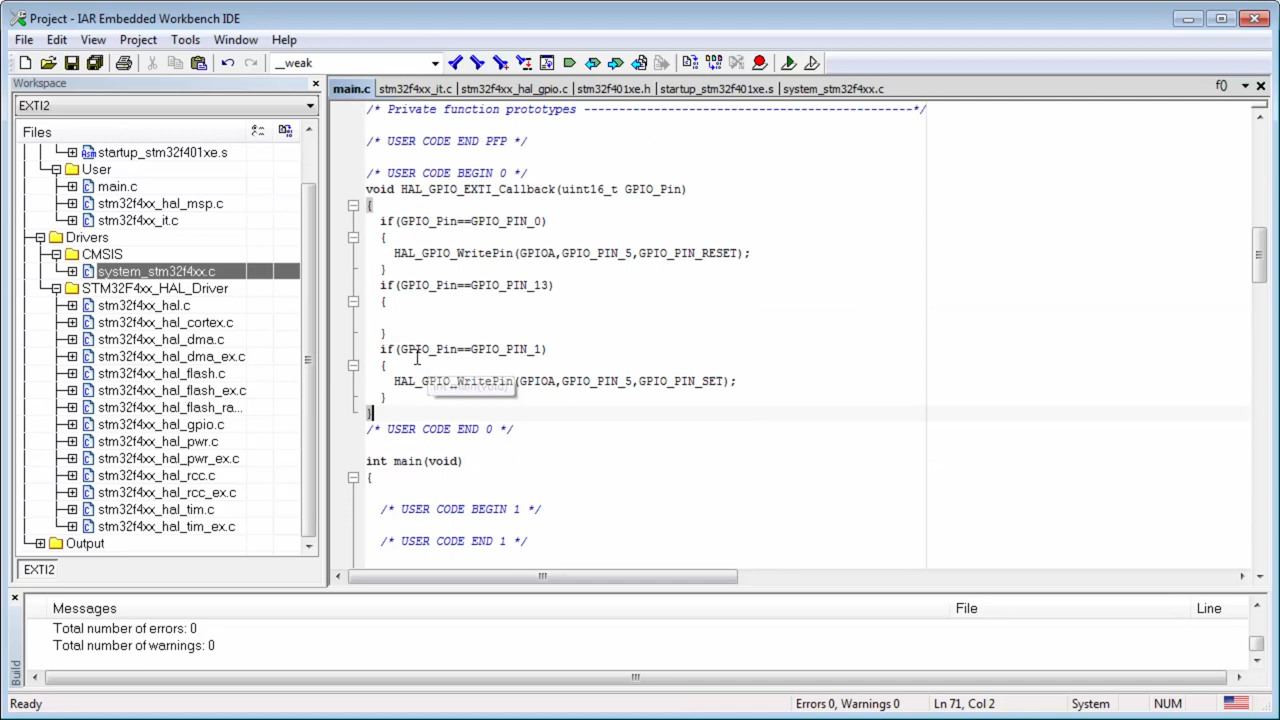 Project - IAR Embedded Workbench IDE
File Edit View Project Tools Window Help
__weak
Workspace
EXTI2
Files
startup_stm32f401xe.s
User
main.c
stm32f4xx_hal_msp.c
stm32f4xx_it.c
Drivers
CMSIS
system_stm32f4xx.c
STM32F4xx_HAL_Driver
stm32f4xx_hal.c
stm32f4xx_hal_cortex.c
stm32f4xx_hal_dma.c
stm32f4xx_hal_dma_ex.c
stm32f4xx_hal_flash.c
stm32f4xx_hal_flash_ex.c
stm32f4xx_hal_flash_ra...
stm32f4xx_hal_gpio.c
stm32f4xx_hal_pwr.c
stm32f4xx_hal_pwr_ex.c
stm32f4xx_hal_rcc.c
stm32f4xx_hal_rcc_ex.c
stm32f4xx_hal_tim.c
stm32f4xx_hal_tim_ex.c
Output
EXTI2
main.c stm32f4xx_it.c stm32f4xx_hal_gpio.c stm32f401xe.h startup_stm32f401xe.s system_stm32f4xx.c f()
/* Private function prototypes -----------------------------------------------*/
/* USER CODE END PFP */
/* USER CODE BEGIN 0 */
void HAL_GPIO_EXTI_Callback(uint16_t GPIO_Pin)
{
if(GPIO_Pin==GPIO_PIN_0)
{
HAL_GPIO_WritePin(GPIOA,GPIO_PIN_5,GPIO_PIN_RESET);
}
if(GPIO_Pin==GPIO_PIN_13)
{
}
if(GPIO_Pin==GPIO_PIN_1)
{
HAL_GPIO_WritePin(GPIOA,GPIO_PIN_5,GPIO_PIN_SET);
int main(void)
}
}
/* USER CODE END 0 */
int main(void)
{
/* USER CODE BEGIN 1 */
/* USER CODE END 1 */
Messages File Line
Total number of errors: 0
Total number of warnings: 0
Build
Ready Errors 0, Warnings 0 Ln 71, Col 2 System NUM